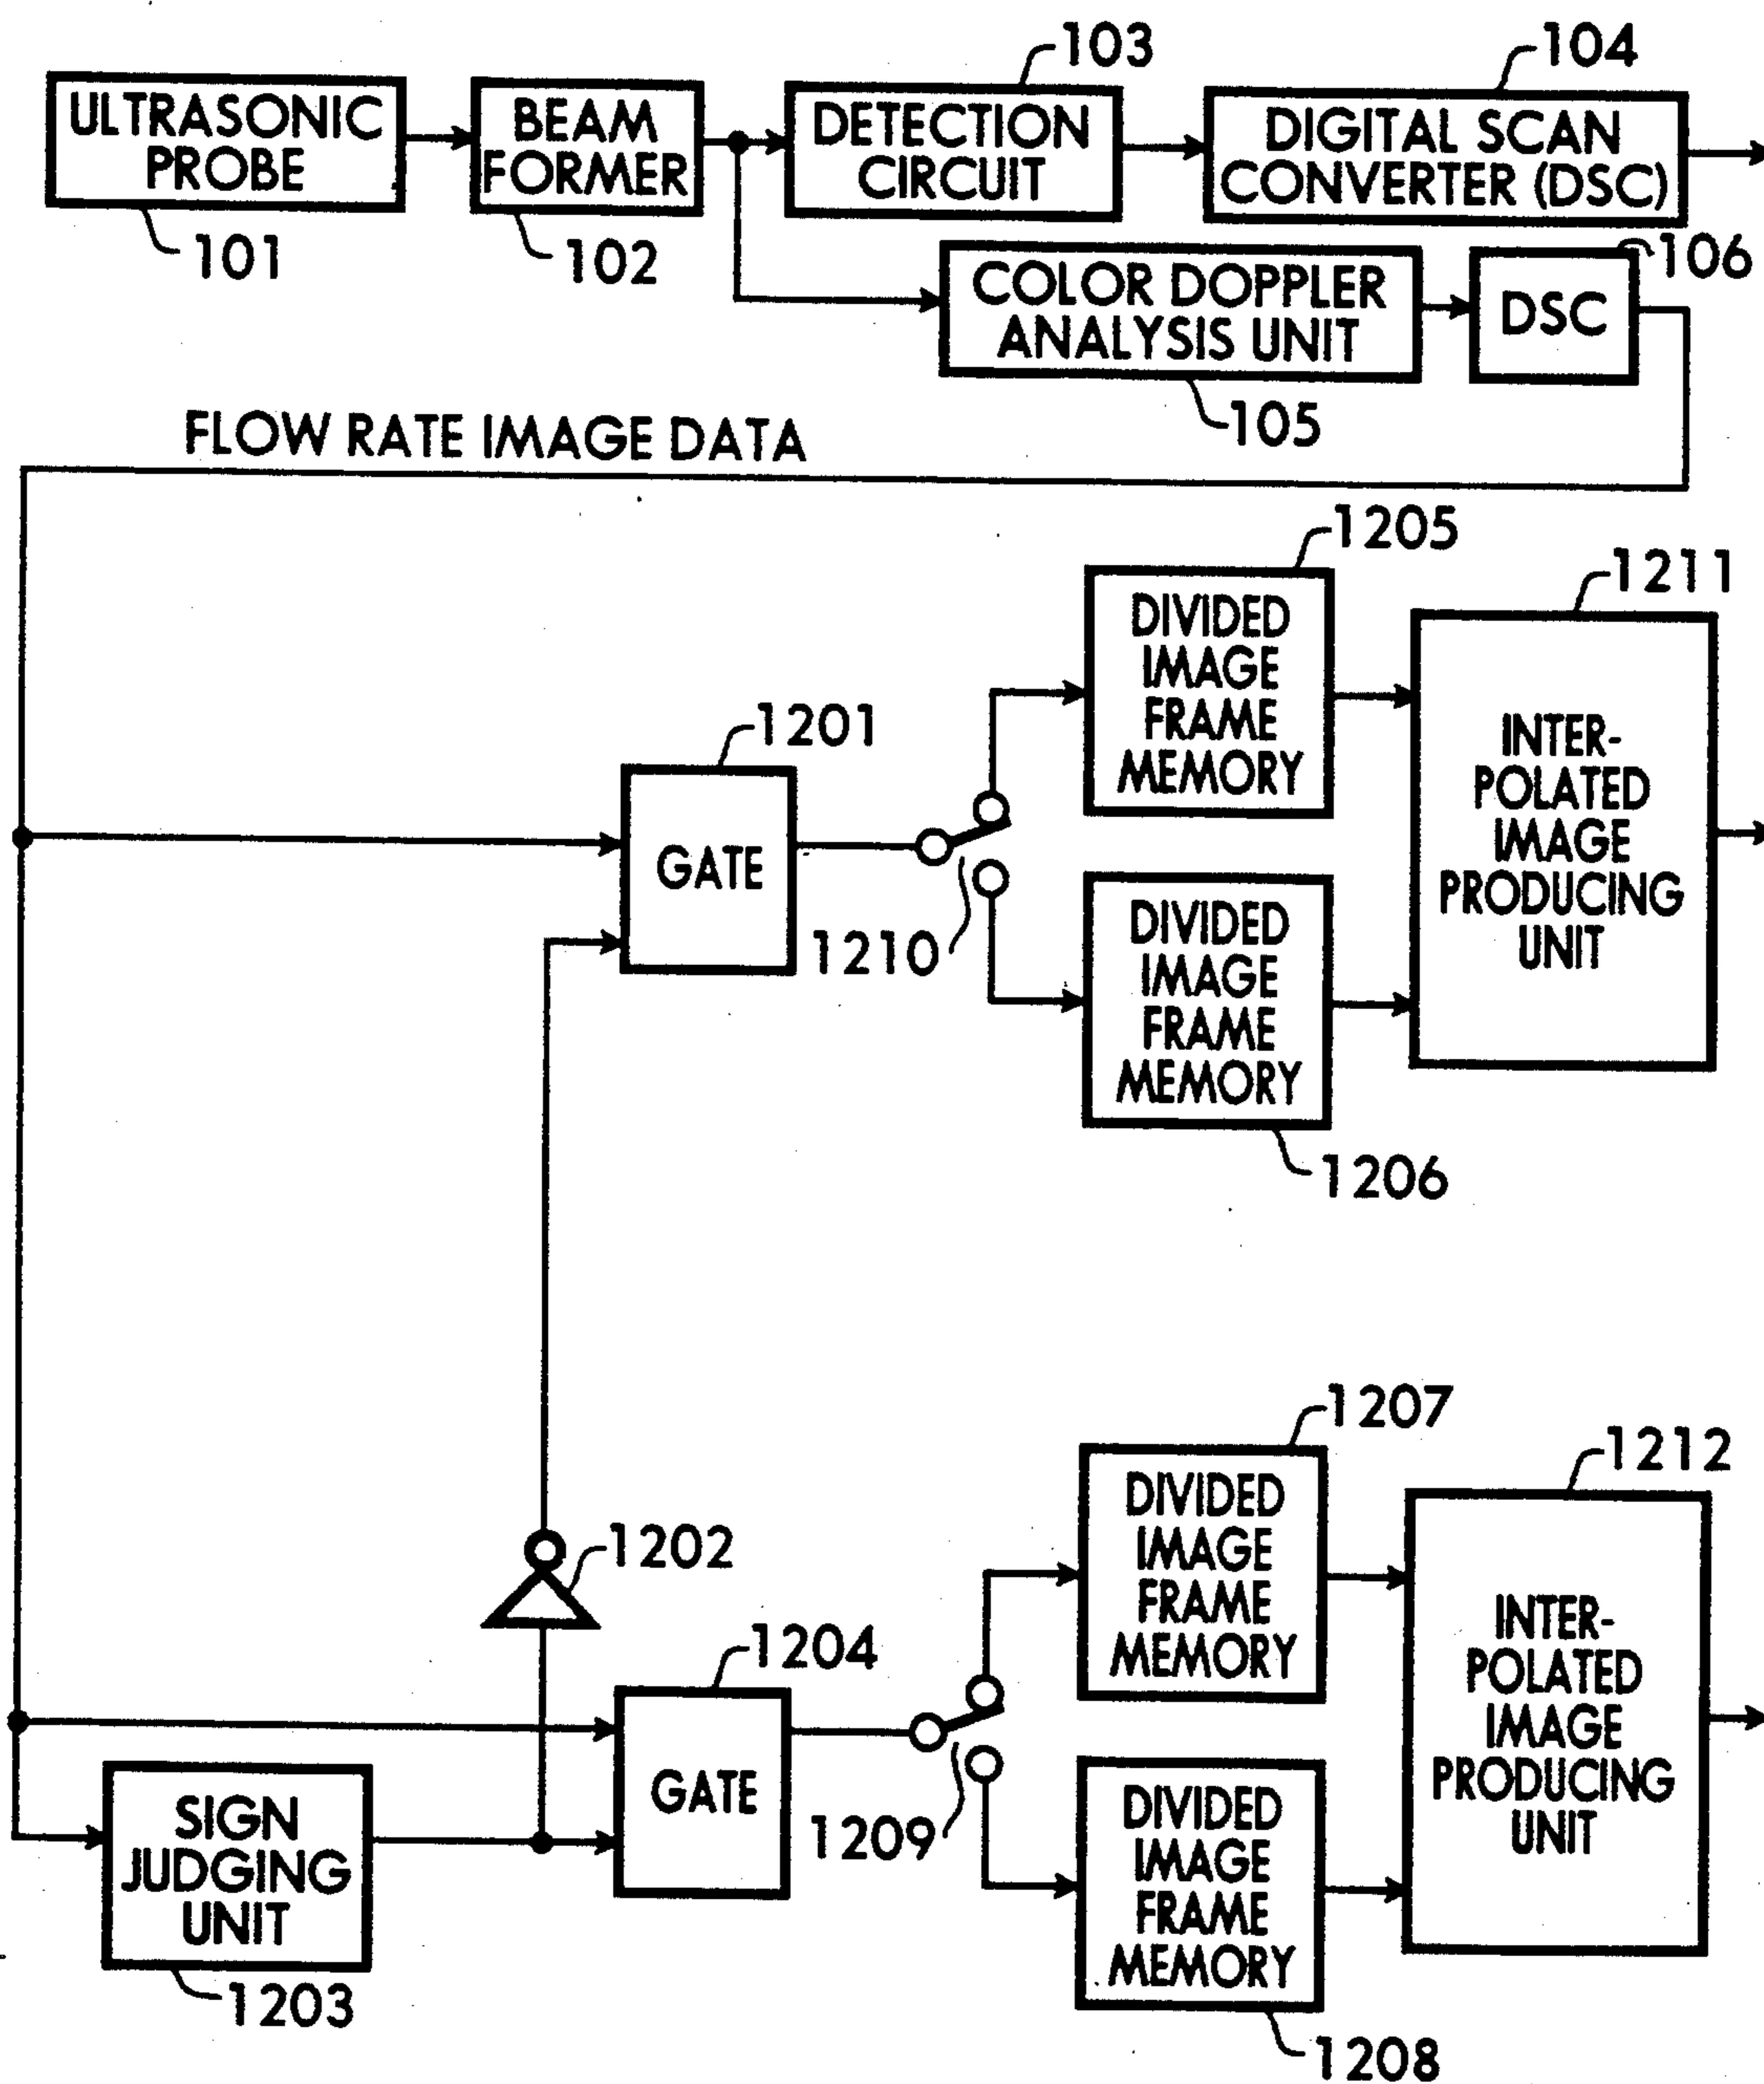 103
104
ULTRASONIC
PROBE
BEAM
FORMER
DETECTION
CIRCUIT
DIGITAL SCAN
CONVERTER (DSC)
101
102
106
COLOR DOPPLER
ANALYSIS UNIT
DSC
105
FLOW RATE IMAGE DATA
1205
1211
DIVIDED
IMAGE
FRAME
MEMORY
1201
GATE
1210
INTER-
POLATED
IMAGE
PRODUCING
UNIT
DIVIDED
IMAGE
FRAME
MEMORY
1206
1207
1212
DIVIDED
IMAGE
FRAME
MEMORY
1202
1204
GATE
1209
INTER-
POLATED
IMAGE
PRODUCING
UNIT
SIGN
JUDGING
UNIT
1203
DIVIDED
IMAGE
FRAME
MEMORY
1208